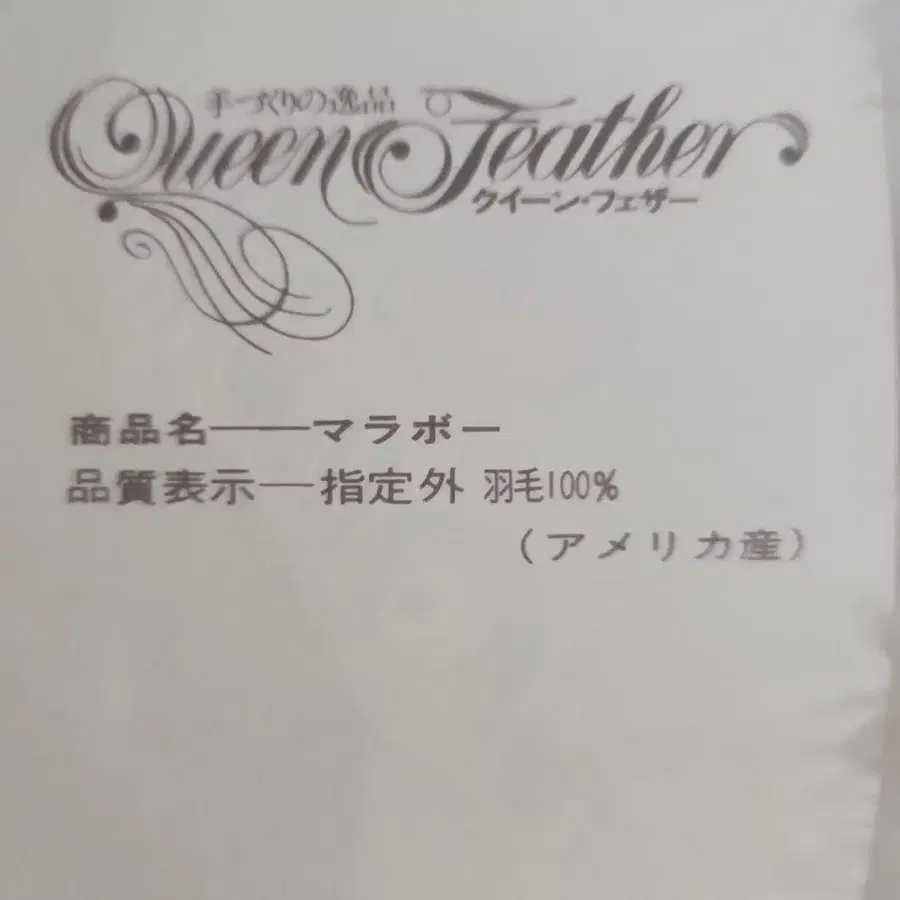 手づくりの逸品
Queen Feather
クイーン・フェザー
商品名——マラボー
品質表示—指定外 羽毛100%
(アメリカ産)